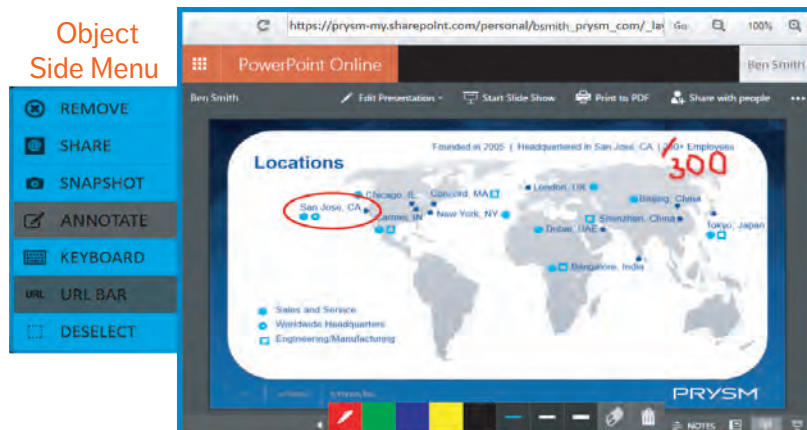 Object
Side Menu
REMOVE
SHARE
SNAPSHOT
ANNOTATE
KEYBOARD
URL URL BAR
DESELECT
https://prysm-my.sharepoint.com/personal/bsmith_prysm_com/_la Go 100%
PowerPoint Online Ben Smith
Ben Smith Edit Presentation Start Slide Show Print to PDF Share with people
Founded in 2005 | Headquartered in San José, CA | Employees
300
Locations
Chicago, IL Concord, MA London, UK Beijing, China
San Jose, CA Carmel, IN New York, NY Shenzhen, China
Dubai, UAE Tokyo, Japan
Bangalore, India
Sales and Service
Worldwide Headquarters
Engineering/Manufacturing
PRYSM
NOTES